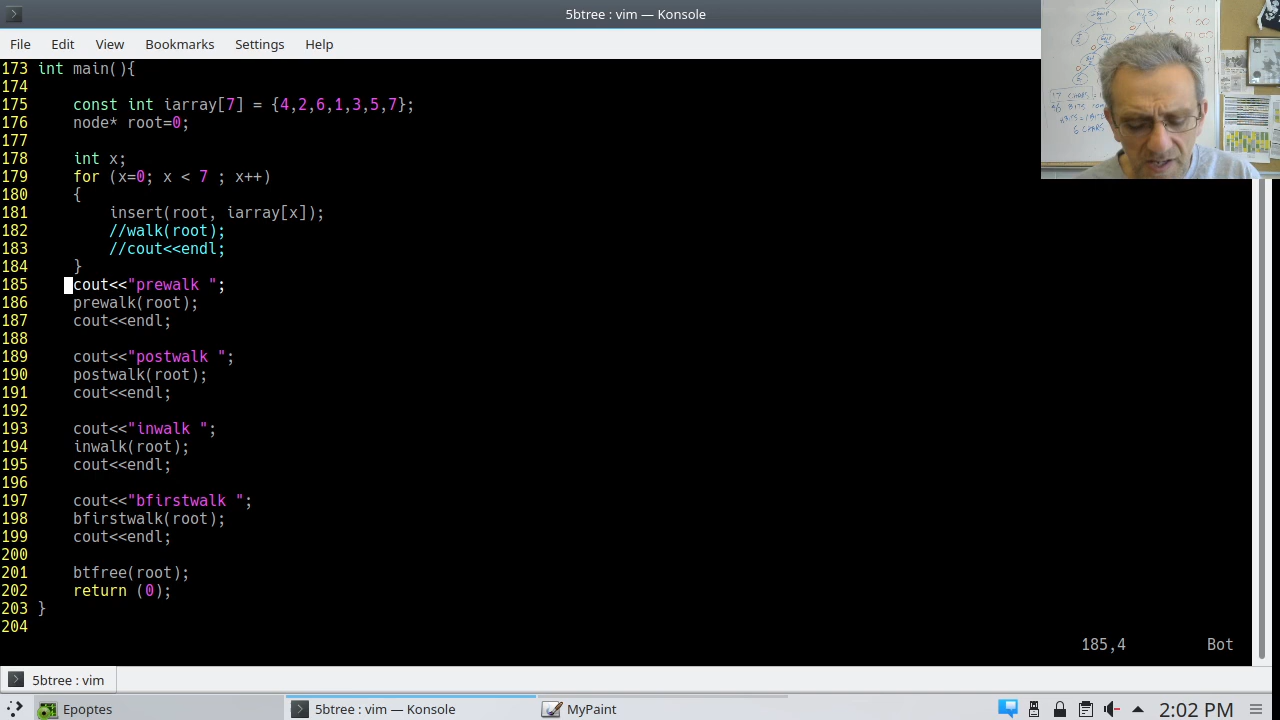 5btree : vim — Konsole
File Edit View Bookmarks Settings Help
173 int main(){
174
175 const int iarray[7] = {4,2,6,1,3,5,7};
176 node* root=0;
177
178 int x;
179 for (x=0; x < 7 ; x++)
180 {
181 insert(root, iarray[x]);
182 //walk(root);
183 //cout<<endl;
184 }
185 cout<<"prewalk ";
186 prewalk(root);
187 cout<<endl;
188
189 cout<<"postwalk ";
190 postwalk(root);
191 cout<<endl;
192
193 cout<<"inwalk ";
194 inwalk(root);
195 cout<<endl;
196
197 cout<<"bfirstwalk ";
198 bfirstwalk(root);
199 cout<<endl;
200
201 btfree(root);
202 return (0);
203 }
204
185,4 Bot
5btree : vim
Epoptes 5btree : vim — Konsole MyPaint 2:02 PM